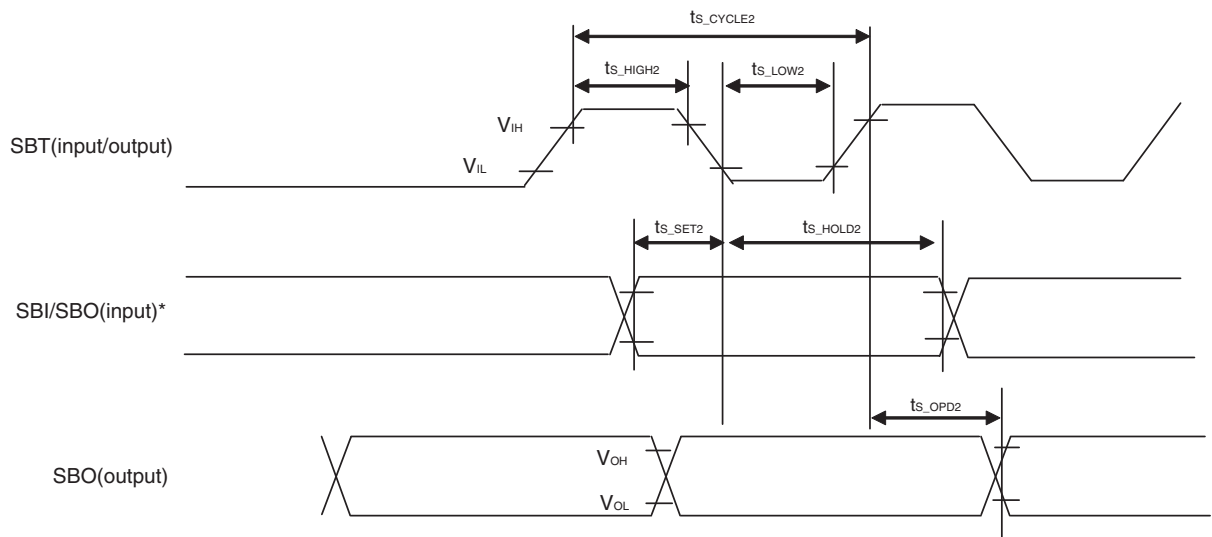 tS_CYCLE2
tS_HIGH2
tS_LOW2
VIH
SBT(input/output)
VIL
tS_SET2
tS_HOLD2
SBI/SBO(input)*
tS_OPD2
VOH
SBO(output)
VOL